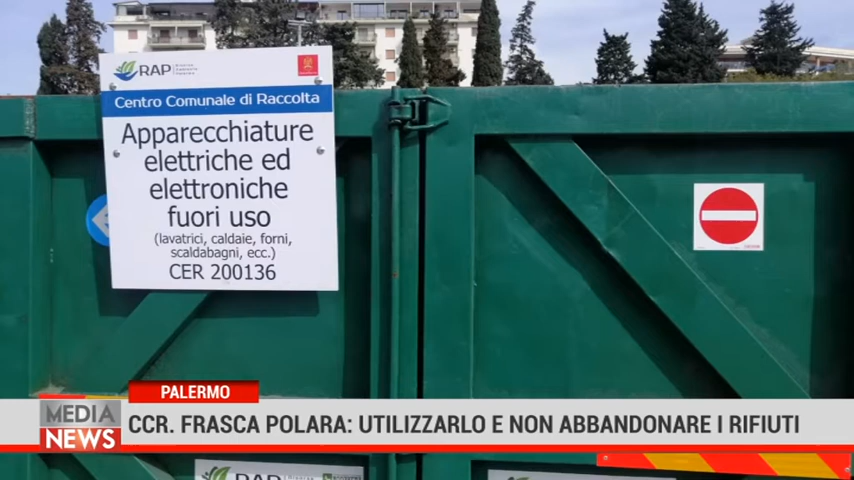 RAP
Centro Comunale di Raccolta
Apparecchiature
elettriche ed
elettroniche
fuori uso
(lavatrici, caldaie, forni,
scaldabagni, ecc.)
CER 200136
PALERMO
MEDIA
NEWS
CCR. FRASCA POLARA: UTILIZZARLO E NON ABBANDONARE I RIFIUTI
RAP